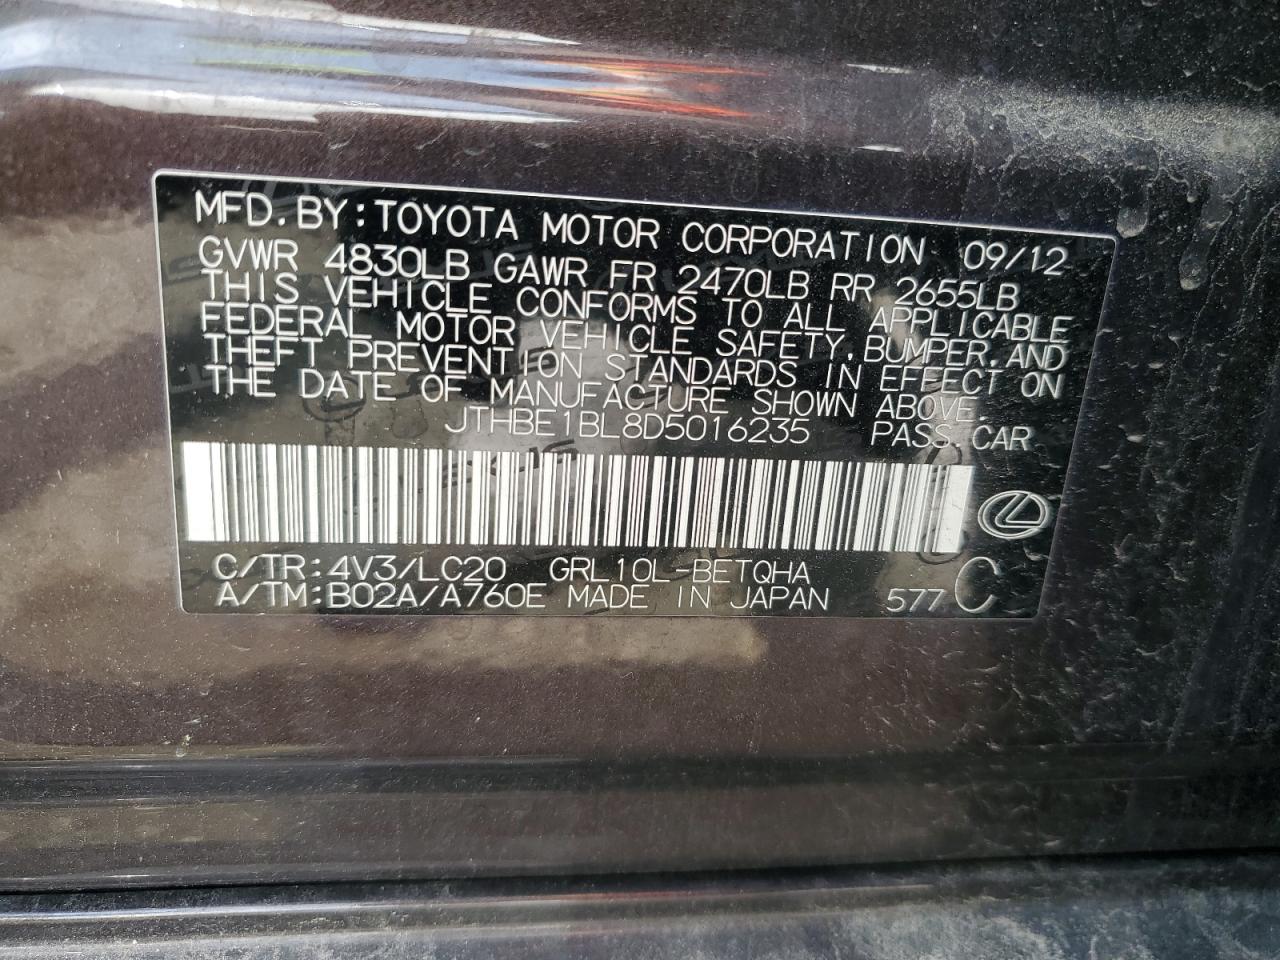 MFD.BY:TOYOTA MOTOR CORPORATION 09/12
GVWR 4830LB GAWR FR 2470LB RR 2655LB
THIS VEHICLE CONFORMS TO ALL APPLICABLE
FEDERAL MOTOR VEHICLE SAFETY,BUMPER,AND
THEFT PREVENTION STANDARDS IN EFFECT ON
THE DATE OF MANUFACTURE SHOWN ABOVE.
JTHBE1BL8D5016235 PASS.CAR
C/TR:4V3/LC20 GRL10L-BETQHA
A/TM:B02A/A760E MADE IN JAPAN 577 C